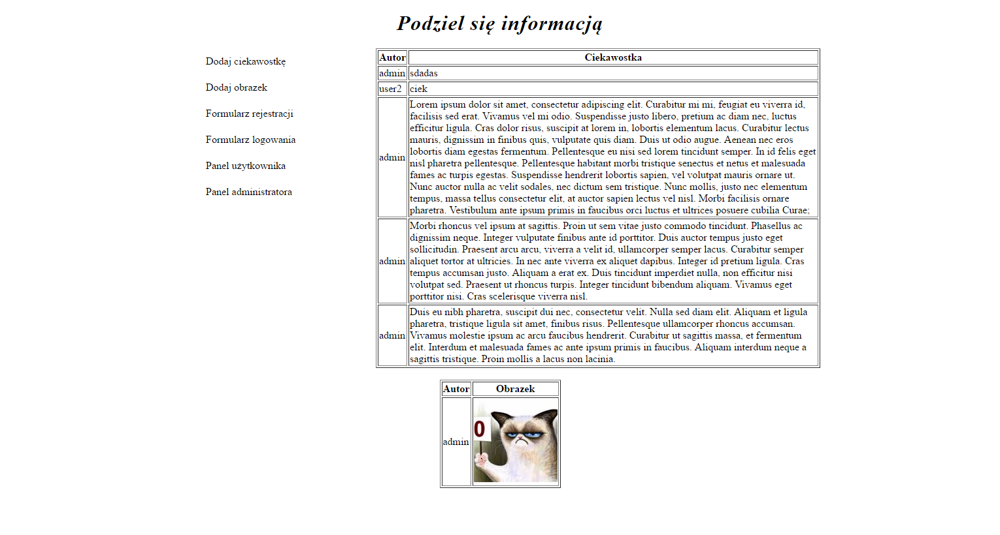 Podziel się informacją
Dodaj ciekawostkę
Dodaj obrazek
Formularz rejestracji
Formularz logowania
Panel użytkownika
Panel administratora
Autor Ciekawostka
admin sdadas
user2 ciek
admin
Lorem ipsum dolor sit amet, consectetur adipiscing elit. Curabitur mi mi, feugiat eu viverra id,
facilisis sed erat. Vivamus vel mi odio. Suspendisse justo libero, pretium ac diam nec, luctus
efficitur ligula. Cras dolor risus, suscipit at lorem in, lobortis elementum lacus. Curabitur lectus
mauris, dignissim in finibus quis, vulputate quis diam. Duis ut odio augue. Aenean nec eros
lobortis diam egestas fermentum. Pellentesque eu nisi sed lorem tincidunt semper. In id felis eget
nisl pharetra pellentesque. Pellentesque habitant morbi tristique senectus et netus et malesuada
fames ac turpis egestas. Suspendisse hendrerit lobortis sapien, vel volutpat mauris ornare ut.
Nunc auctor nulla ac velit sodales, nec dictum sem tristique. Nunc mollis, justo nec elementum
tempus, massa tellus consectetur elit, at auctor sapien lectus vel nisl. Morbi facilisis ornare
pharetra. Vestibulum ante ipsum primis in faucibus orci luctus et ultrices posuere cubilia Curae;
admin
Morbi rhoncus vel ipsum at sagittis. Proin ut sem vitae justo commodo tincidunt. Phasellus ac
dignissim neque. Integer vulputate finibus ante id porttitor. Duis auctor tempus justo eget
sollicitudin. Praesent arcu arcu, viverra a velit id, ullamcorper semper lacus. Curabitur semper
aliquet tortor at ultricies. In nec ante viverra ex aliquet dapibus. Integer id pretium ligula. Cras
tempus accumsan justo. Aliquam a erat ex. Duis tincidunt imperdiet nulla, non efficitur nisi
volutpat sed. Praesent ut rhoncus turpis. Integer tincidunt bibendum aliquam. Vivamus eget
porttitor nisi. Cras scelerisque viverra nisl.
admin
Duis eu nibh pharetra, suscipit dui nec, consectetur velit. Nulla sed diam elit. Aliquam et ligula
pharetra, tristique ligula sit amet, finibus risus. Pellentesque ullamcorper rhoncus accumsan.
Vivamus molestie ipsum ac arcu faucibus hendrerit. Curabitur ut sagittis massa, et fermentum
elit. Interdum et malesuada fames ac ante ipsum primis in faucibus. Aliquam interdum neque a
sagittis tristique. Proin mollis a lacus non lacinia.
Autor Obrazek
admin
0